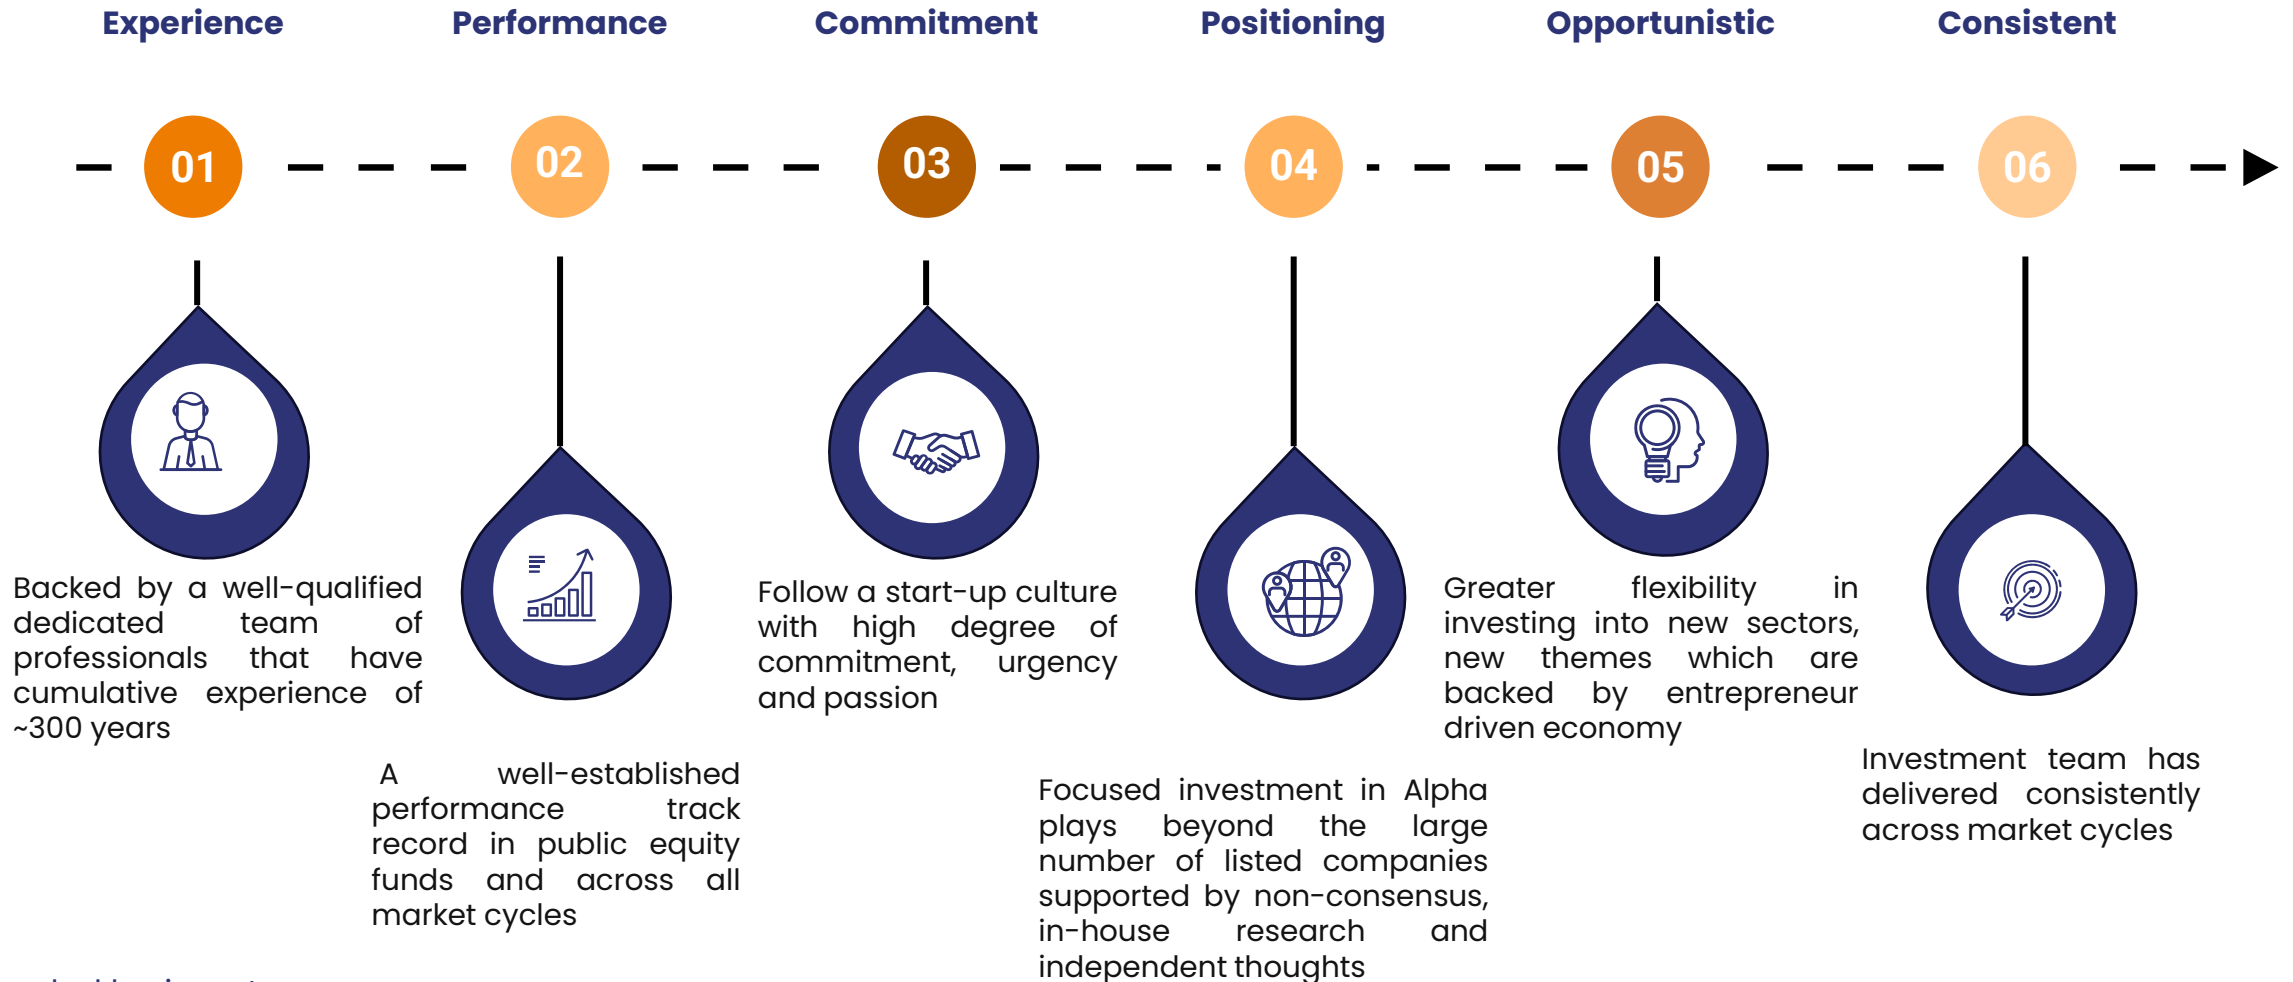 Experience
Performance
Commitment
Positioning
Opportunistic
Consistent
01
02
03
04
05
06
Backed by a well-qualified
dedicated team of
professionals that have
cumulative experience of
~300 years
A well-established
performance track
record in public equity
funds and across all
market cycles
Follow a start-up culture
with high degree of
commitment, urgency
and passion
Focused investment in Alpha
plays beyond the large
number of listed companies
supported by non-consensus,
in-house research and
independent thoughts
Greater flexibility in
investing into new sectors,
new themes which are
backed by entrepreneur
driven economy
Investment team has
delivered consistently
across market cycles